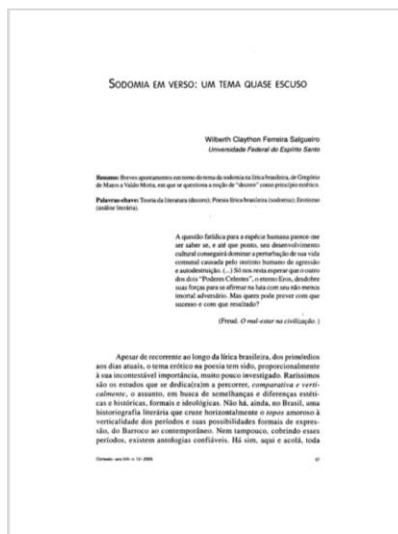 SODOMIA EM VERSO: UM TEMA QUASE ESCUSO
Wilberth Claython Ferreira Salgueiro
Universidade Federal do Espírito Santo
Resumo: Breves apontamentos em torno do tema da sodomia na lírica brasileira, de Gregório
de Matos a Valdo Motta, em que se questiona a noção de "decoro" como princípio estético.
Palavras-chave: Teoria da literatura (decoro); Poesia lírica brasileira (sodomia); Erotismo
(análise literária).
A questão fatídica para a espécie humana parece-me
ser saber se, e até que ponto, seu desenvolvimento
cultural conseguirá dominar a perturbação de sua vida
comunal causada pelo instinto humano de agressão
e autodestruição. (...) Só nos resta esperar que o outro
dos dois "Poderes Celestes", o eterno Eros, desdobre
suas forças para se afirmar na luta com seu não menos
imortal adversário. Mas quem pode prever com que
sucesso e com que resultado?
(Freud. O mal-estar na civilização.)
Apesar de recorrente ao longo da lírica brasileira, dos primórdios
aos dias atuais, o tema erótico na poesia tem sido, proporcionalmente
à sua incontestável importância, muito pouco investigado. Raríssimos
são os estudos que se dedica(ra)m a percorrer, comparativa e verti-
calmente, o assunto, em busca de semelhanças e diferenças estéti-
cas e históricas, formais e ideológicas. Não há, ainda, no Brasil, uma
historiografia literária que cruze horizontalmente o topos amoroso à
verticalidade dos períodos e suas possibilidades formais de expres-
são, do Barroco ao contemporâneo. Nem tampouco, cobrindo esses
períodos, existem antologias confiáveis. Há sim, aqui e acolá, toda